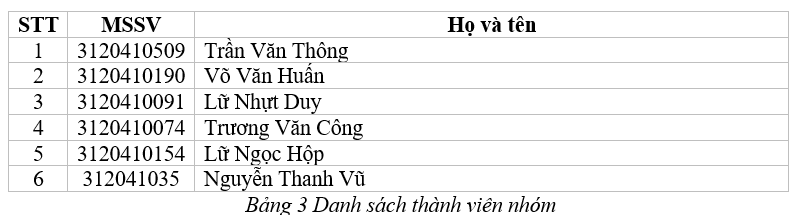 STT MSSV Họ và tên
1 3120410509 Trần Văn Thông
2 3120410190 Võ Văn Huấn
3 3120410091 Lữ Nhựt Duy
4 3120410074 Trương Văn Công
5 3120410154 Lữ Ngọc Hộp
6 312041035 Nguyễn Thanh Vũ
Bảng 3 Danh sách thành viên nhóm